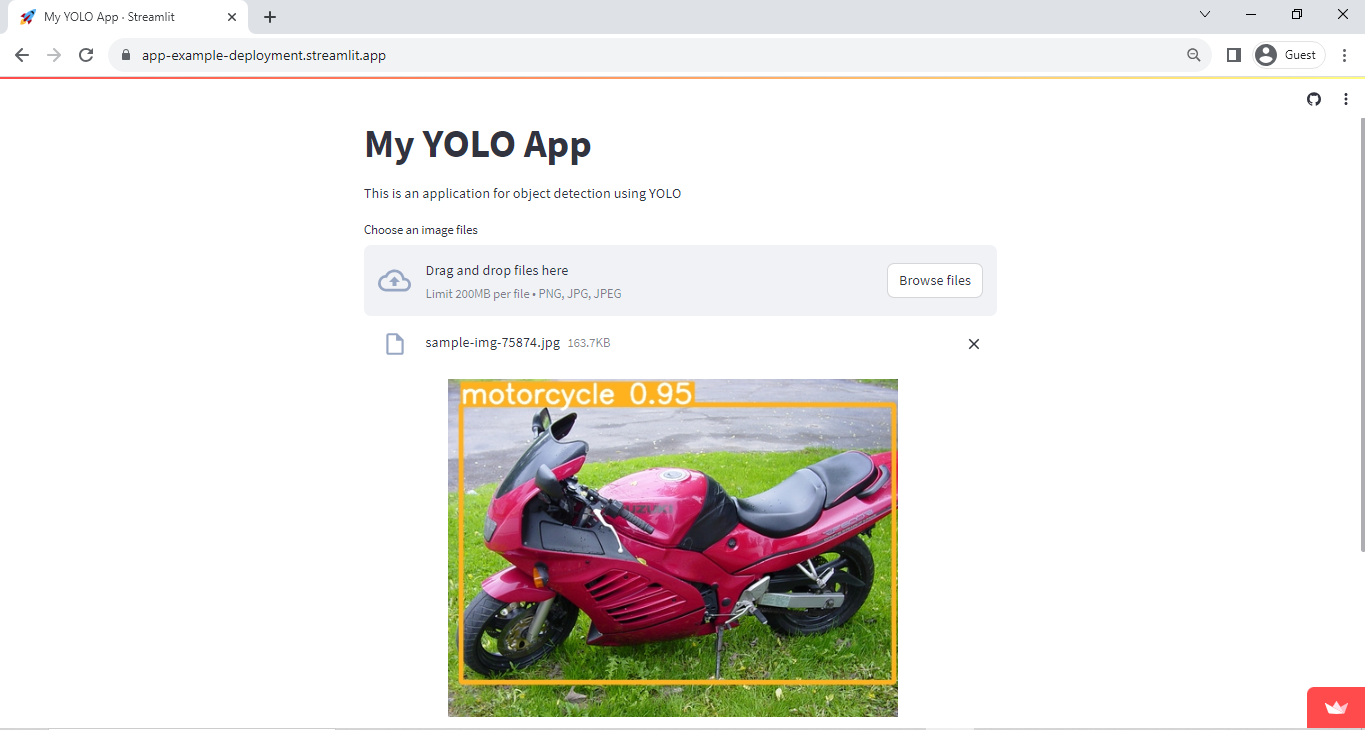 My YOLO App · Streamlit
app-example-deployment.streamlit.app
Guest
My YOLO App
This is an application for object detection using YOLO
Choose an image files
Drag and drop files here
Limit 200MB per file • PNG, JPG, JPEG
Browse files
sample-img-75874.jpg 163.7KB
motorcycle 0.95